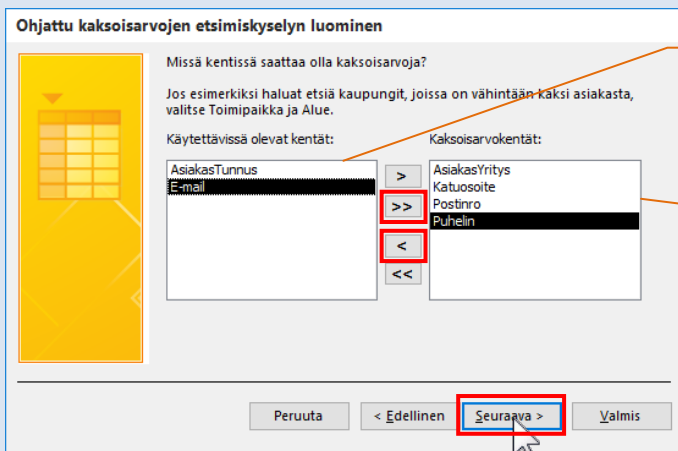 Ohjattu kaksoisarvojen etsimiskyselyn luominen
Missä kentissä saattaa olla kaksoisarvoja?
Jos esimerkiksi haluat etsiä kaupungit, joissa on vähintään kaksi asiakasta,
valitse Toimipaikka ja Alue.
Käytettävissä olevat kentät:
AsiakasTunnus
E-mail
>
>>
<
<<
Kaksoisarvokentät:
AsiakasYritys
Katuosoite
Postinro
Puhelin
Peruuta
< Edellinen
Seuraava >
Valmis